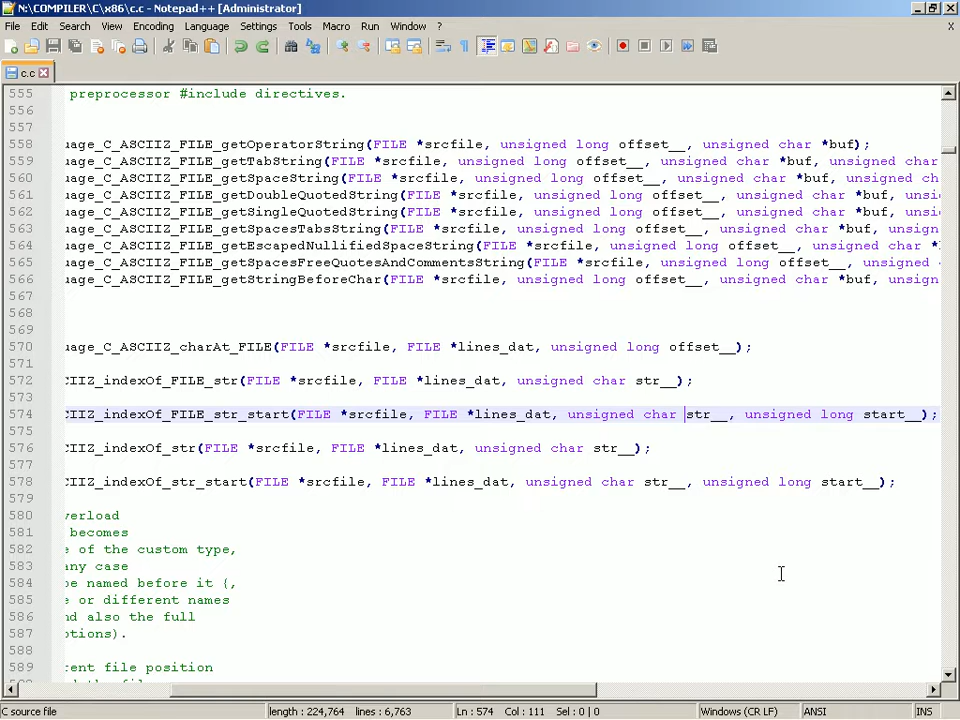 N:\COMPILER\C\x86\c.c - Notepad++ [Administrator]
File Edit Search View Encoding Language Settings Tools Macro Run Window ? X
c.c
555 preprocessor #include directives.
556
557
558 uage_C_ASCIIZ_FILE_getOperatorString(FILE *srcfile, unsigned long offset__, unsigned char *buf);
559 uage_C_ASCIIZ_FILE_getTabString(FILE *srcfile, unsigned long offset__, unsigned char *buf, unsigned char
560 uage_C_ASCIIZ_FILE_getSpaceString(FILE *srcfile, unsigned long offset__, unsigned char *buf, unsigned ch
561 uage_C_ASCIIZ_FILE_getDoubleQuotedString(FILE *srcfile, unsigned long offset__, unsigned char *buf, unsig
562 uage_C_ASCIIZ_FILE_getSingleQuotedString(FILE *srcfile, unsigned long offset__, unsigned char *buf, unsig
563 uage_C_ASCIIZ_FILE_getSpacesTabsString(FILE *srcfile, unsigned long offset__, unsigned char *buf, unsigne
564 uage_C_ASCIIZ_FILE_getEscapedNullifiedSpaceString(FILE *srcfile, unsigned long offset__, unsigned char *
565 uage_C_ASCIIZ_FILE_getSpacesFreeQuotesAndCommentsString(FILE *srcfile, unsigned long offset__, unsigned
566 uage_C_ASCIIZ_FILE_getStringBeforeChar(FILE *srcfile, unsigned long offset__, unsigned char *buf, unsign
567
568
569
570 uage_C_ASCIIZ_charAt_FILE(FILE *srcfile, FILE *lines_dat, unsigned long offset__);
571
572 CIIZ_indexOf_FILE_str(FILE *srcfile, FILE *lines_dat, unsigned char str__);
573
574 CIIZ_indexOf_FILE_str_start(FILE *srcfile, FILE *lines_dat, unsigned char str__, unsigned long start__);
575
576 CIIZ_indexOf_str(FILE *srcfile, FILE *lines_dat, unsigned char str__);
577
578 CIIZ_indexOf_str_start(FILE *srcfile, FILE *lines_dat, unsigned char str__, unsigned long start__);
579
580 verload
581 becomes
582 e of the custom type,
583 any case
584 be named before it {,
585 e or different names
586 nd also the full
587 ptions).
588
589 rent file position
C source file length : 224,764 lines : 6,763 Ln : 574 Col : 111 Sel : 0 | 0 Windows (CR LF) ANSI INS